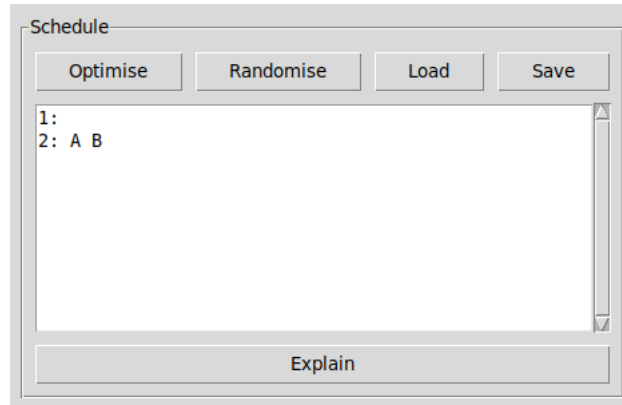 Schedule
Optimise Randomise Load Save
1:
2: A B
Explain